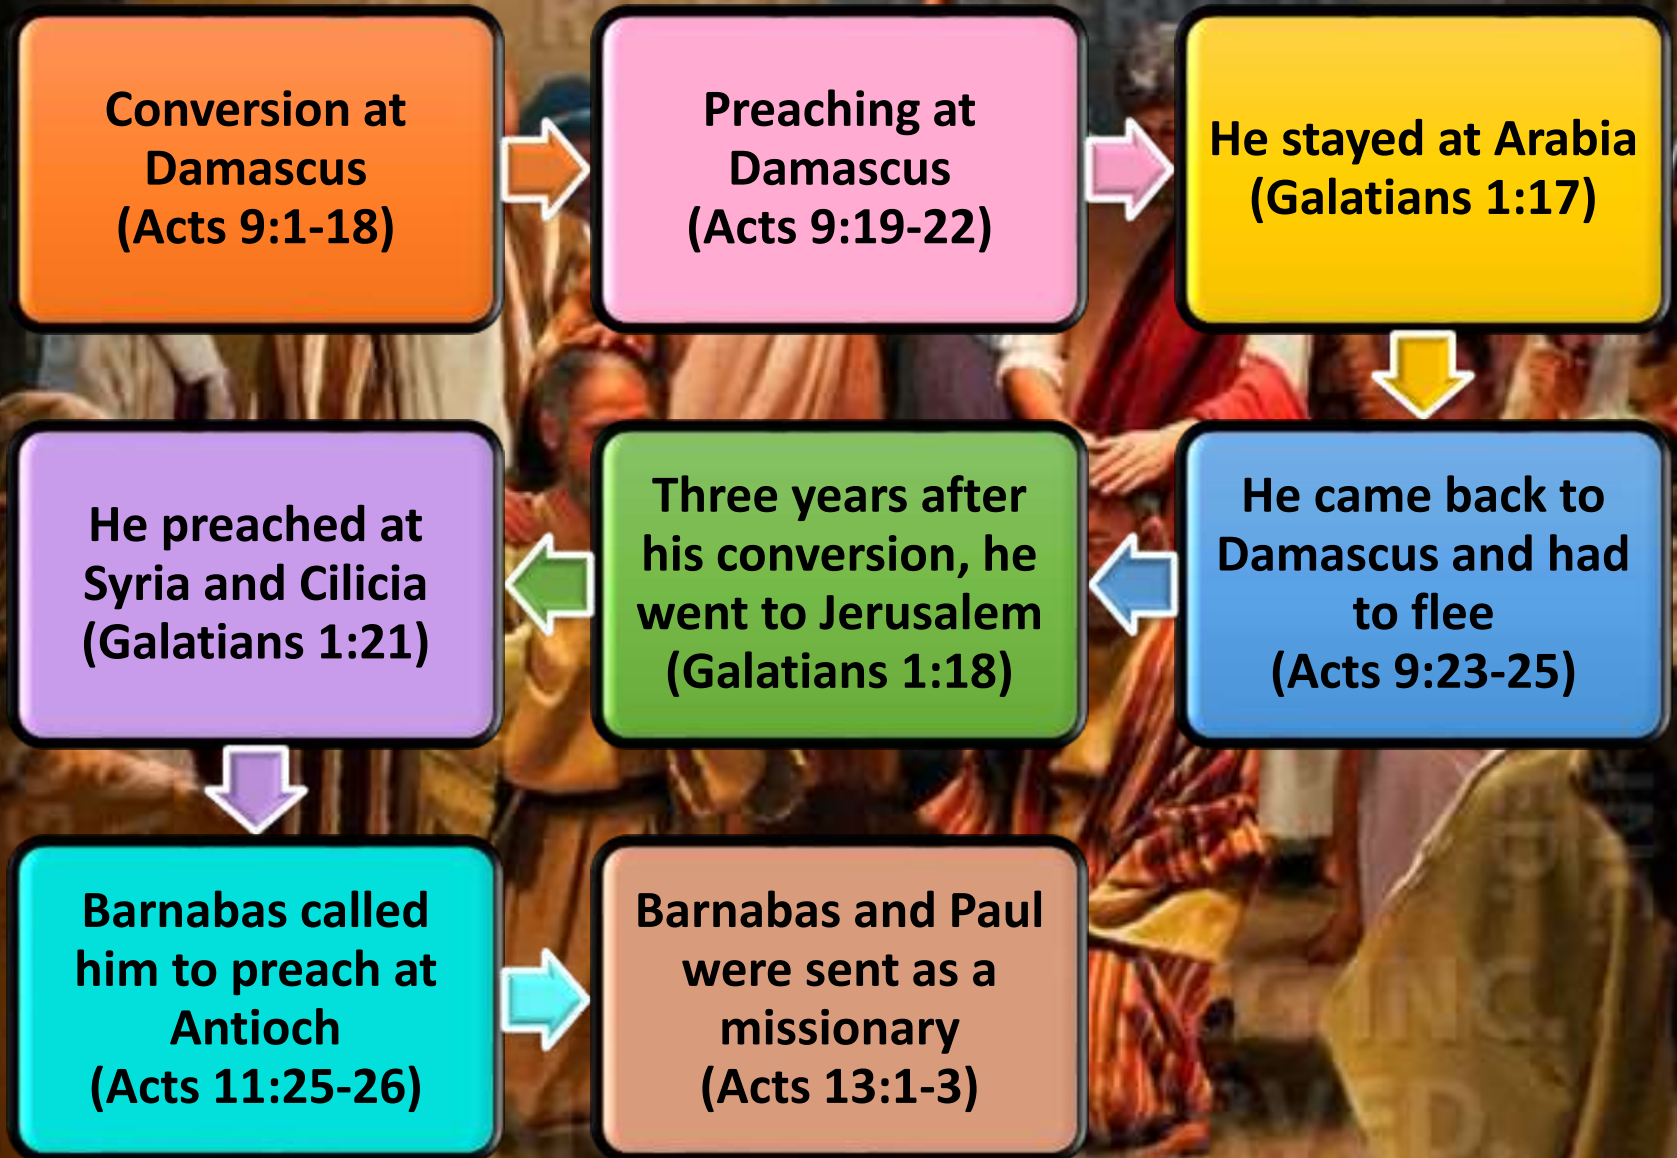 Conversion at
Damascus
(Acts 9:1-18)
Preaching at
Damascus
(Acts 9:19-22)
He stayed at Arabia
(Galatians 1:17)
He came back to
Damascus and had
to flee
(Acts 9:23-25)
Three years after
his conversion, he
went to Jerusalem
(Galatians 1:18)
He preached at
Syria and Cilicia
(Galatians 1:21)
Barnabas called
him to preach at
Antioch
(Acts 11:25-26)
Barnabas and Paul
were sent as a
missionary
(Acts 13:1-3)
INC.